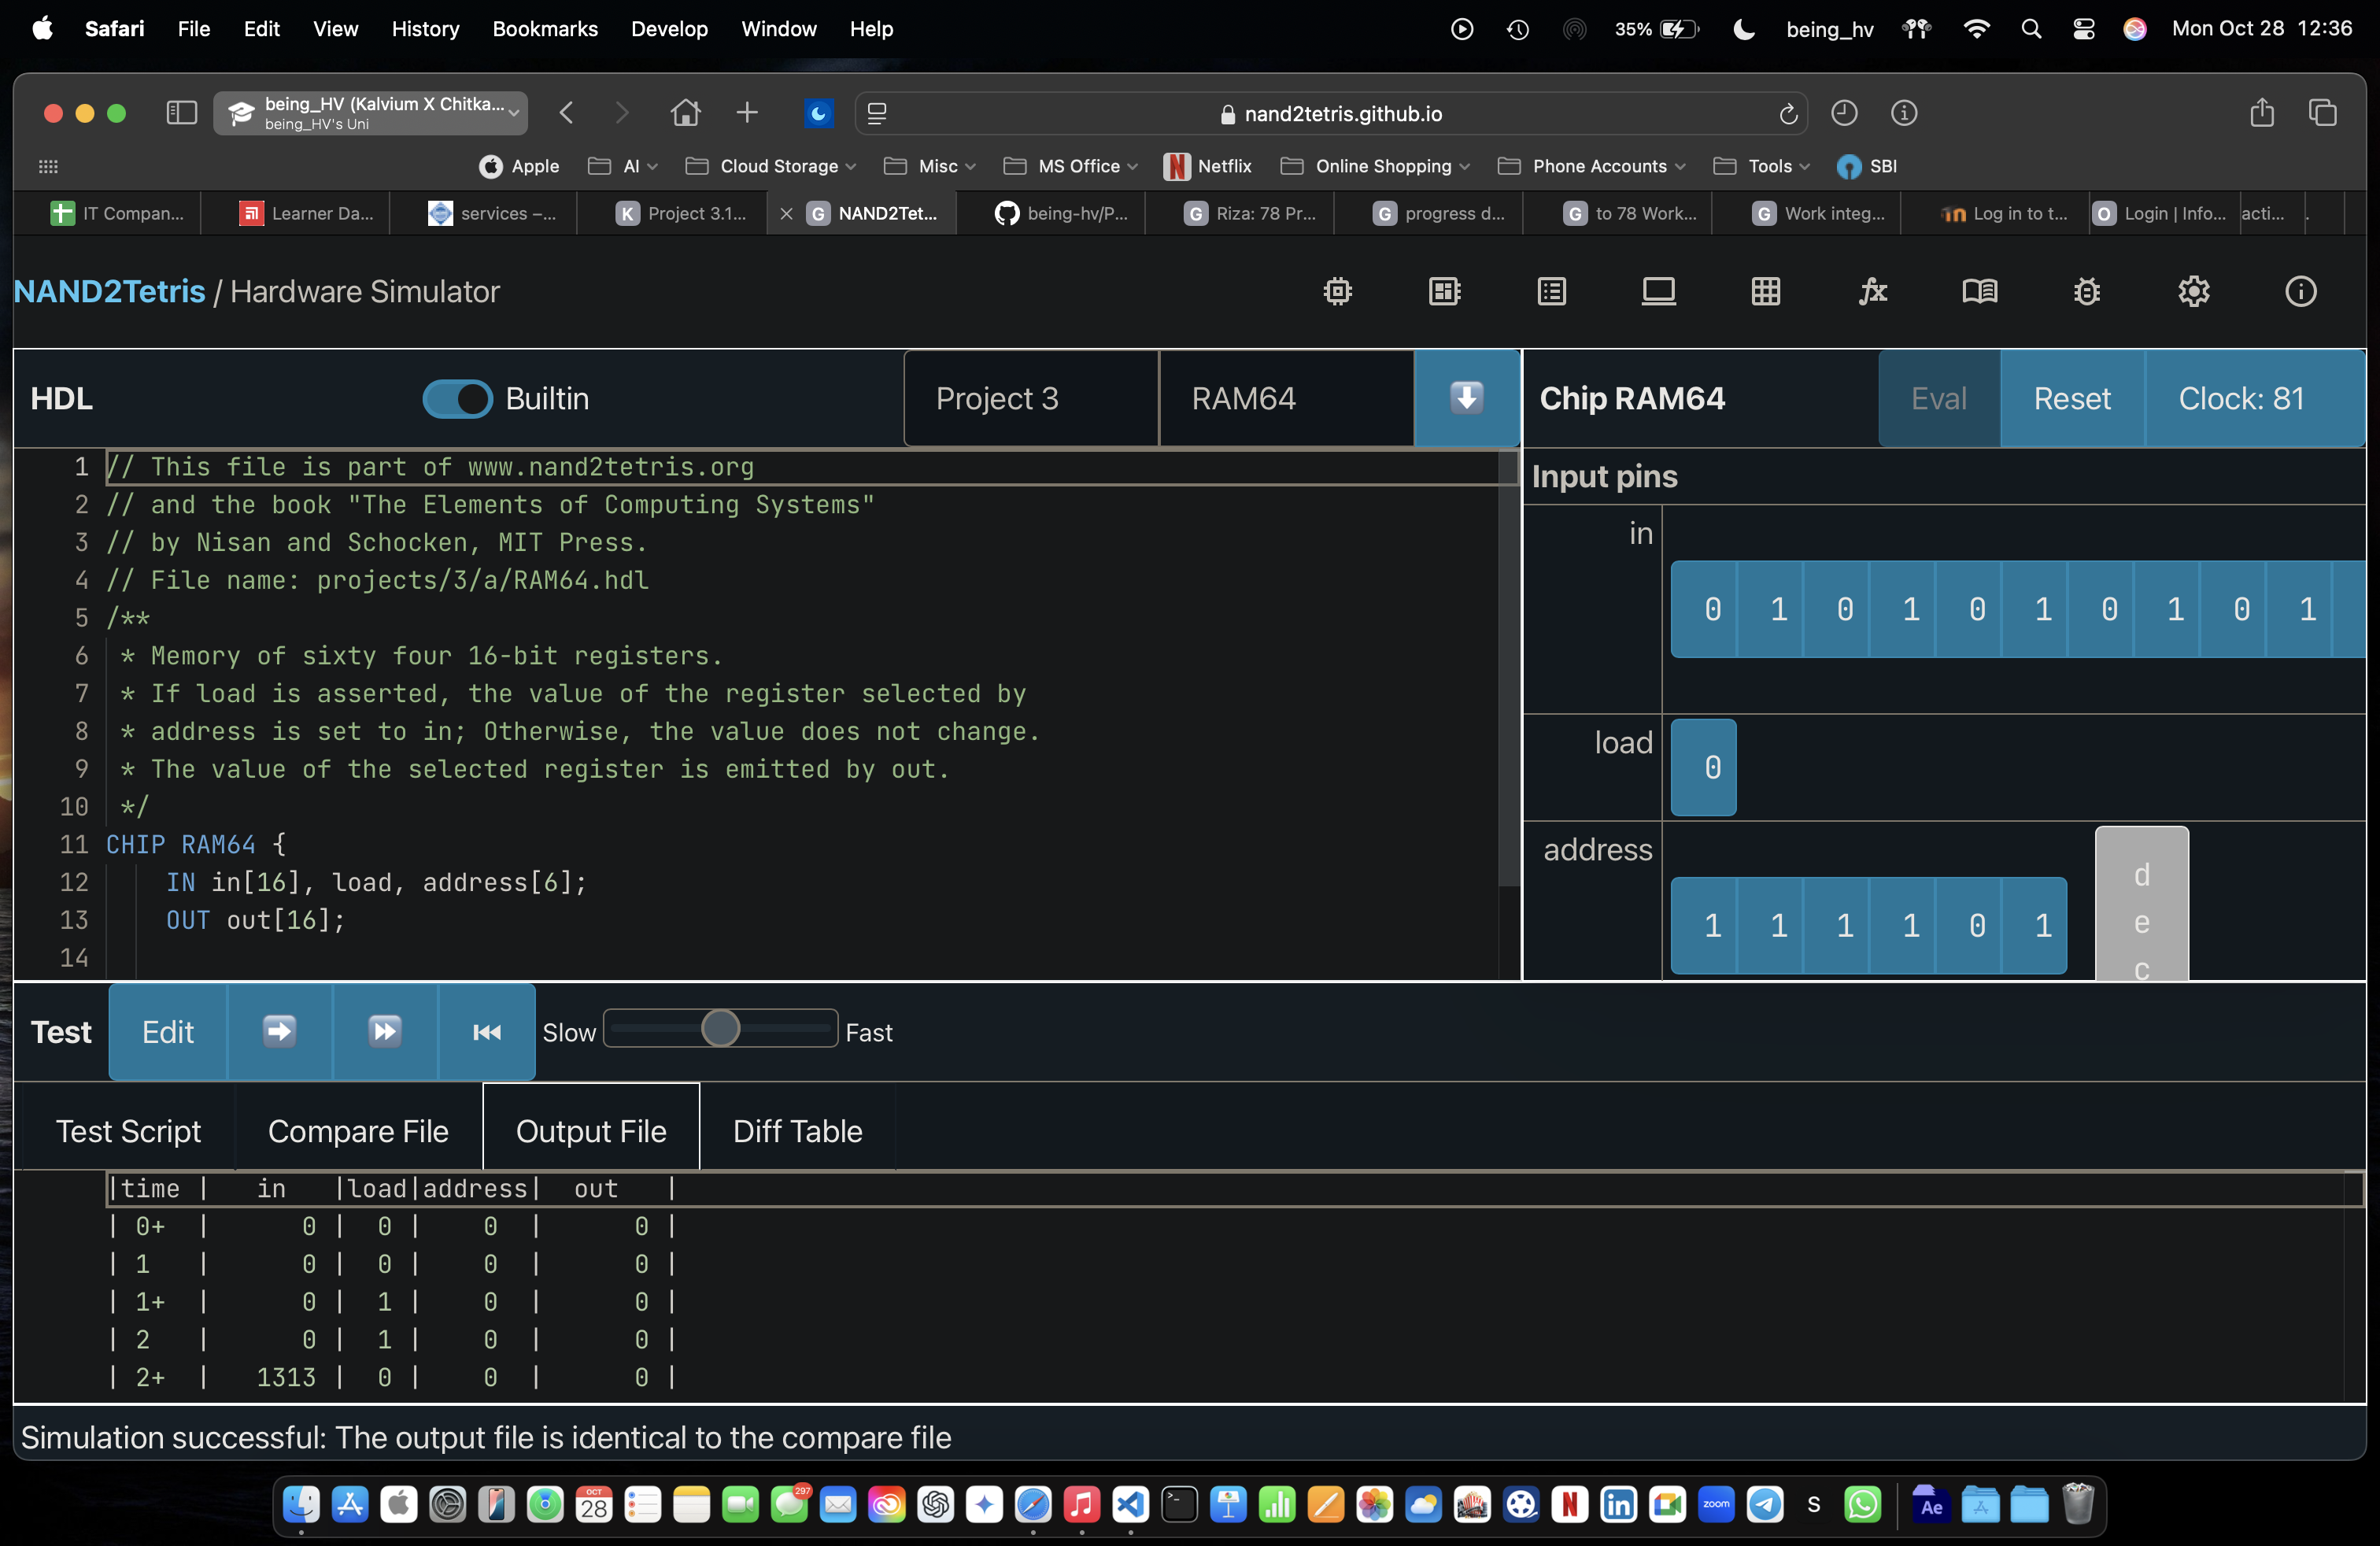 Safari File Edit View History Bookmarks Develop Window Help 35% being_hv Mon Oct 28 12:36
being_HV (Kalvium X Chitka...
being_HV's Uni
nand2tetris.github.io
Apple AI Cloud Storage Misc MS Office Netflix Online Shopping Phone Accounts Tools SBI
IT Compan... Learner Da... services –... Project 3.1... NAND2Tet... being-hv/P... Riza: 78 Pr... progress d... to 78 Work... Work integ... Log in to t... Login | Info... acti...
NAND2Tetris / Hardware Simulator
HDL Builtin Project 3 RAM64
Chip RAM64 Eval Reset Clock: 81
1 // This file is part of www.nand2tetris.org
2 // and the book "The Elements of Computing Systems"
3 // by Nisan and Schocken, MIT Press.
4 // File name: projects/3/a/RAM64.hdl
5 /**
6 * Memory of sixty four 16-bit registers.
7 * If load is asserted, the value of the register selected by
8 * address is set to in; Otherwise, the value does not change.
9 * The value of the selected register is emitted by out.
10 */
11 CHIP RAM64 {
12 IN in[16], load, address[6];
13 OUT out[16];
14
Input pins
in
0 1 0 1 0 1 0 1 0 1
load
0
address
1 1 1 1 0 1
d
e
c
Test Edit Slow Fast
Test Script Compare File Output File Diff Table
|time | in |load|address| out |
| 0+ | 0 | 0 | 0 | 0 |
| 1 | 0 | 0 | 0 | 0 |
| 1+ | 0 | 1 | 0 | 0 |
| 2 | 0 | 1 | 0 | 0 |
| 2+ | 1313 | 0 | 0 | 0 |
Simulation successful: The output file is identical to the compare file
OCT
28
297
N
in
zoom
S
Ae